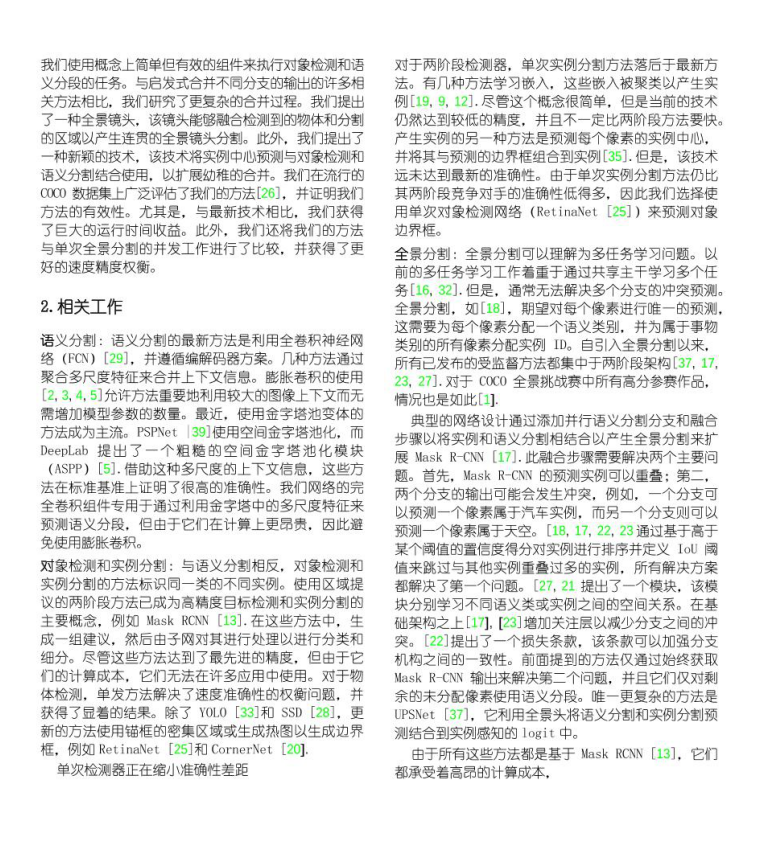 我们使用概念上简单但有效的组件来执行对象检测和语
义分段的任务。与启发式合并不同分支的输出的许多相
关方法相比，我们研究了更复杂的合并过程。我们提出
了一种全景镜头，该镜头能够融合检测到的物体和分割
的区域以产生连贯的全景镜头分割。此外，我们提出了
一种新颖的技术，该技术将实例中心预测与对象检测和
语义分割结合使用，以扩展幼稚的合并。我们在流行的
COCO 数据集上广泛评估了我们的方法[26]，并证明我们
方法的有效性。尤其是，与最新技术相比，我们获得
了巨大的运行时间收益。此外，我们还将我们的方法
与单次全景分割的并发工作进行了比较，并获得了更
好的速度精度权衡。
2.相关工作
语义分割：语义分割的最新方法是利用全卷积神经网
络（FCN）[29]，并遵循编解码器方案。几种方法通过
聚合多尺度特征来合并上下文信息。膨胀卷积的使用
[2,3,4,5]允许方法重要地利用较大的图像上下文而无
需增加模型参数的数量。最近，使用金字塔池变体的
方法成为主流。PSPNet [39]使用空间金字塔池化，而
DeepLab 提出了一个粗糙的空间金字塔池化模块
（ASPP）[5].借助这种多尺度的上下文信息，这些方
法在标准基准上证明了很高的准确性。我们网络的完
全卷积组件专用于通过利用金字塔中的多尺度特征来
预测语义分段，但由于它们在计算上更昂贵，因此避
免使用膨胀卷积。
对象检测和实例分割：与语义分割相反，对象检测和
实例分割的方法标识同一类的不同实例。使用区域提
议的两阶段方法已成为高精度目标检测和实例分割的
主要概念，例如 Mask RCNN [13].在这些方法中，生
成一组建议，然后由子网对其进行处理以进行分类和
细分。尽管这些方法达到了最先进的精度，但由于它
们的计算成本，它们无法在许多应用中使用。对于物
体检测，单发方法解决了速度准确性的权衡问题，并
获得了显着的结果。除了 YOLO [33]和 SSD [28]，更
新的方法使用锚框的密集区域或生成热图以生成边界
框，例如 RetinaNet [25]和 CornerNet [20].
单次检测器正在缩小准确性差距
对于两阶段检测器，单次实例分割方法落后于最新方
法。有几种方法学习嵌入，这些嵌入被聚类以产生实
例[19, 9, 12].尽管这个概念很简单，但是当前的技术
仍然达到较低的精度，并且不一定比两阶段方法要快。
产生实例的另一种方法是预测每个像素的实例中心，
并将其与预测的边界框组合到实例[35].但是，该技术
远未达到最新的准确性。由于单次实例分割方法仍比
其两阶段竞争对手的准确性低得多，因此我们选择使
用单次对象检测网络（RetinaNet [25]）来预测对象
边界框。
全景分割：全景分割可以理解为多任务学习问题。以
前的多任务学习工作着重于通过共享主干学习多个任
务[16, 32].但是，通常无法解决多个分支的冲突预测。
全景分割，如[18]，期望对每个像素进行唯一的预测，
这需要为每个像素分配一个语义类别，并为属于事物
类别的所有像素分配实例 ID。自引入全景分割以来，
所有已发布的受监督方法都集中于两阶段架构[37, 17,
23, 27].对于 COCO 全景挑战赛中所有高分参赛作品，
情况也是如此[1].
典型的网络设计通过添加并行语义分割分支和融合
步骤以将实例和语义分割相结合以产生全景分割来扩
展 Mask R-CNN [17].此融合步骤需要解决两个主要问
题。首先，Mask R-CNN 的预测实例可以重叠；第二，
两个分支的输出可能会发生冲突，例如，一个分支可
以预测一个像素属于汽车实例，而另一个分支则可以
预测一个像素属于天空。[18, 17, 22, 23 通过基于高于
某个阈值的置信度得分对实例进行排序并定义 IoU 阈
值来跳过与其他实例重叠过多的实例，所有解决方案
都解决了第一个问题。[27, 21 提出了一个模块，该模
块分别学习不同语义类或实例之间的空间关系。在基
础架构之上[17], [23]增加关注层以减少分支之间的冲
突。[22]提出了一个损失条款，该条款可以加强分支
机构之间的一致性。前面提到的方法仅通过始终获取
Mask R-CNN 输出来解决第二个问题，并且它们仅对剩
余的未分配像素使用语义分段。唯一更复杂的方法是
UPSNet [37]，它利用全景头将语义分割和实例分割预
测结合到实例感知的 logit 中。
由于所有这些方法都是基于 Mask RCNN [13]，它们
都承受着高昂的计算成本，